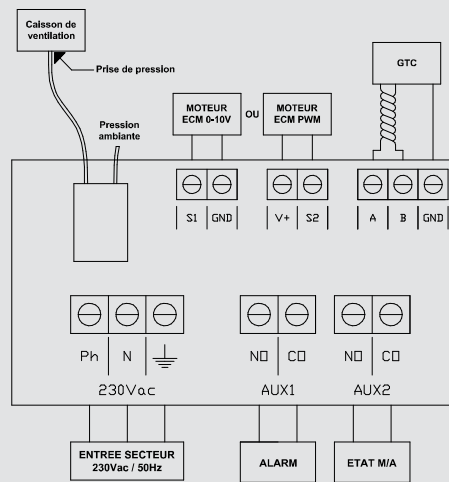 Caisson de
ventilation
Prise de pression
Pression
ambiante
MOTEUR
ECM 0-10V
OU
MOTEUR
ECM PWM
GTC
S1 GND
V+ S2
A B GND
Ph N
230Vac
NO CO
AUX1
NO CO
AUX2
ENTREE SECTEUR
230Vac / 50Hz
ALARM
ETAT M/A